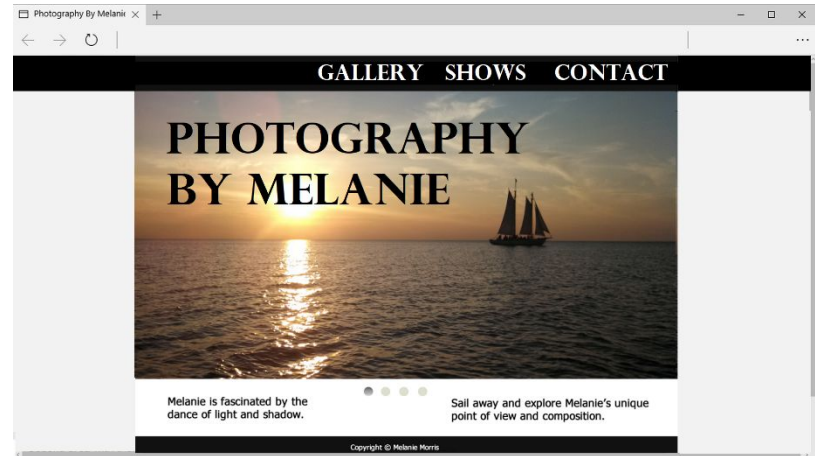 Photography By Melanie
GALLERY SHOWS CONTACT
PHOTOGRAPHY
BY MELANIE
Melanie is fascinated by the
dance of light and shadow.
Sail away and explore Melanie's unique
point of view and composition.
Copyright © Melanie Morris